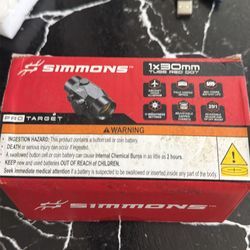 SIMMONS
1x30mm
TUBE RED DOT
PRO TARGET
WARNING
• INGESTION HAZARD: This product contains a button cell or coin battery.
• DEATH or serious injury can occur if ingested.
• A swallowed button cell or coin battery can cause Internal Chemical Burns in as little as 2 hours.
• KEEP new and used batteries OUT OF REACH of CHILDREN.
Seek immediate medical attention if a battery is suspected to be swallowed or inserted inside any part of the body.
SIMMONS